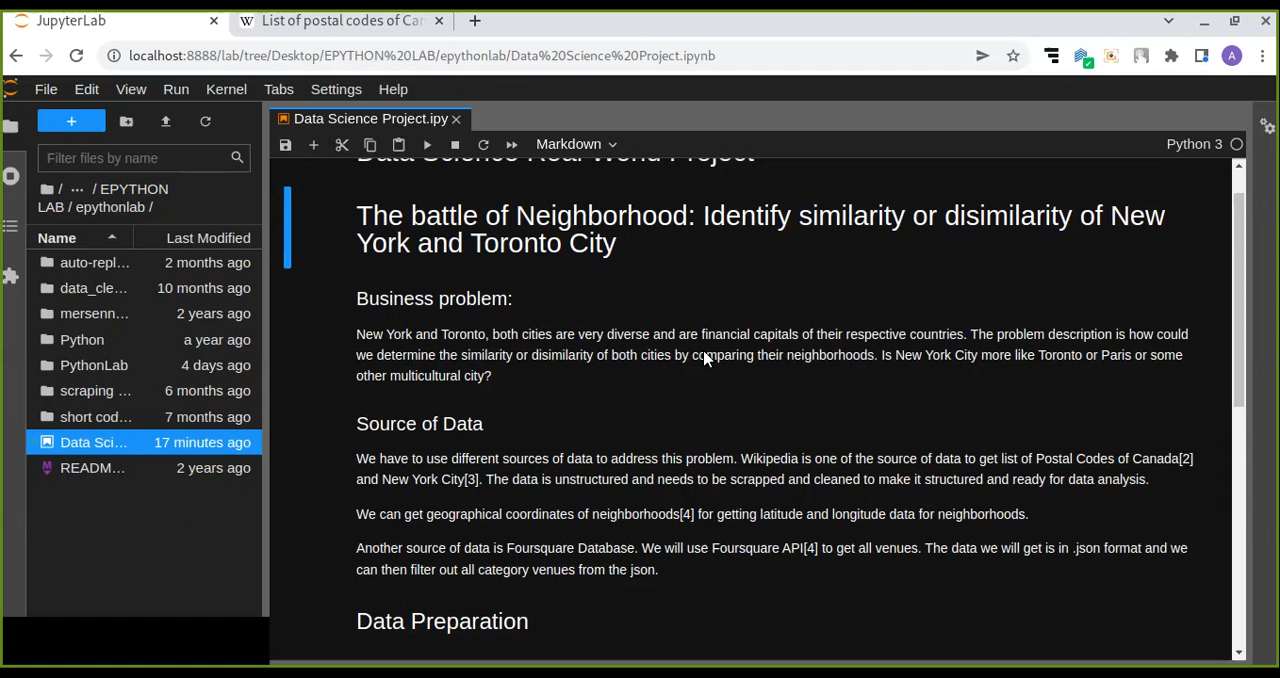 JupyterLab
W List of postal codes of Can
localhost:8888/lab/tree/Desktop/EPYTHON%20LAB/epythonlab/Data%20Science%20Project.ipynb
A
File Edit View Run Kernel Tabs Settings Help
Data Science Project.ipy
Markdown
Python 3
Filter files by name
/ ··· / EPYTHON
LAB / epythonlab /
Name Last Modified
auto-repl... 2 months ago
data_cle... 10 months ago
mersenn... 2 years ago
Python a year ago
PythonLab 4 days ago
scraping ... 6 months ago
short cod... 7 months ago
Data Sci... 17 minutes ago
READM... 2 years ago
Data Science Real World Project
The battle of Neighborhood: Identify similarity or disimilarity of New
York and Toronto City
Business problem:
New York and Toronto, both cities are very diverse and are financial capitals of their respective countries. The problem description is how could
we determine the similarity or disimilarity of both cities by comparing their neighborhoods. Is New York City more like Toronto or Paris or some
other multicultural city?
Source of Data
We have to use different sources of data to address this problem. Wikipedia is one of the source of data to get list of Postal Codes of Canada[2]
and New York City[3]. The data is unstructured and needs to be scrapped and cleaned to make it structured and ready for data analysis.
We can get geographical coordinates of neighborhoods[4] for getting latitude and longitude data for neighborhoods.
Another source of data is Foursquare Database. We will use Foursquare API[4] to get all venues. The data we will get is in .json format and we
can then filter out all category venues from the json.
Data Preparation